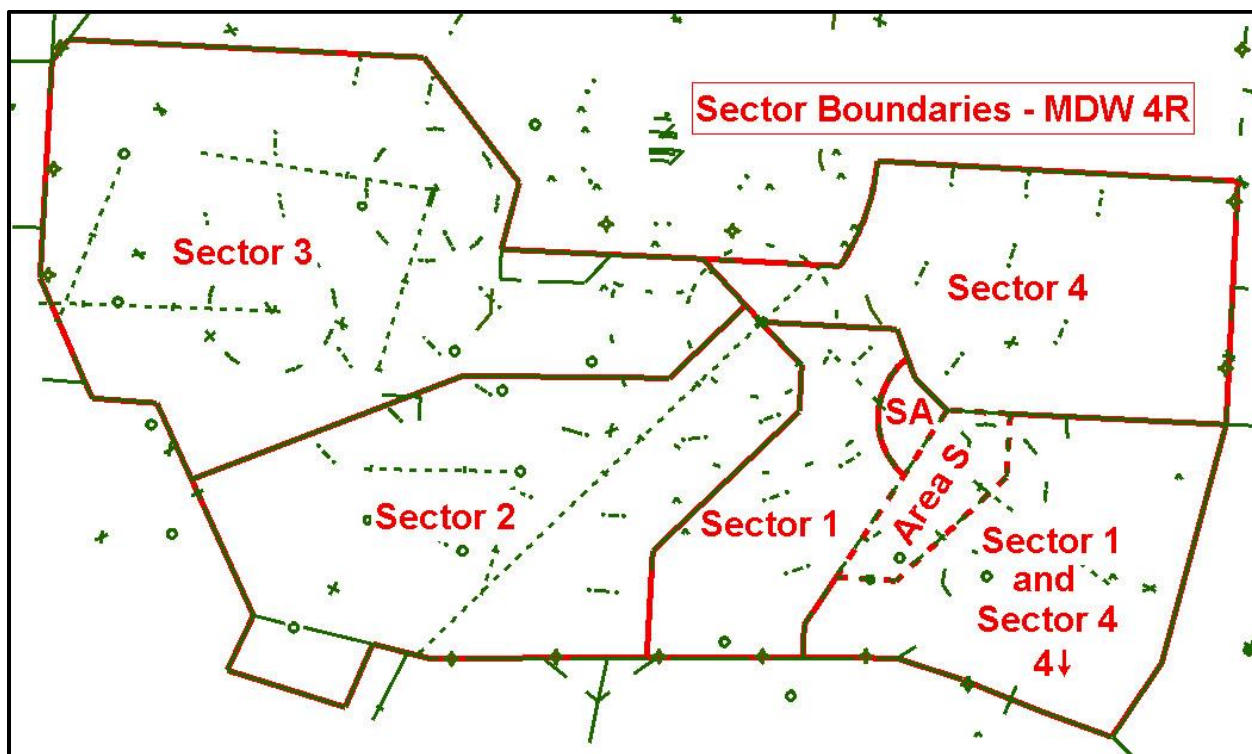 Sector Boundaries - MDW 4R
Sector 3
Sector 4
SA
Area S
Sector 2
Sector 1
Sector 1
and
Sector 4
4↓